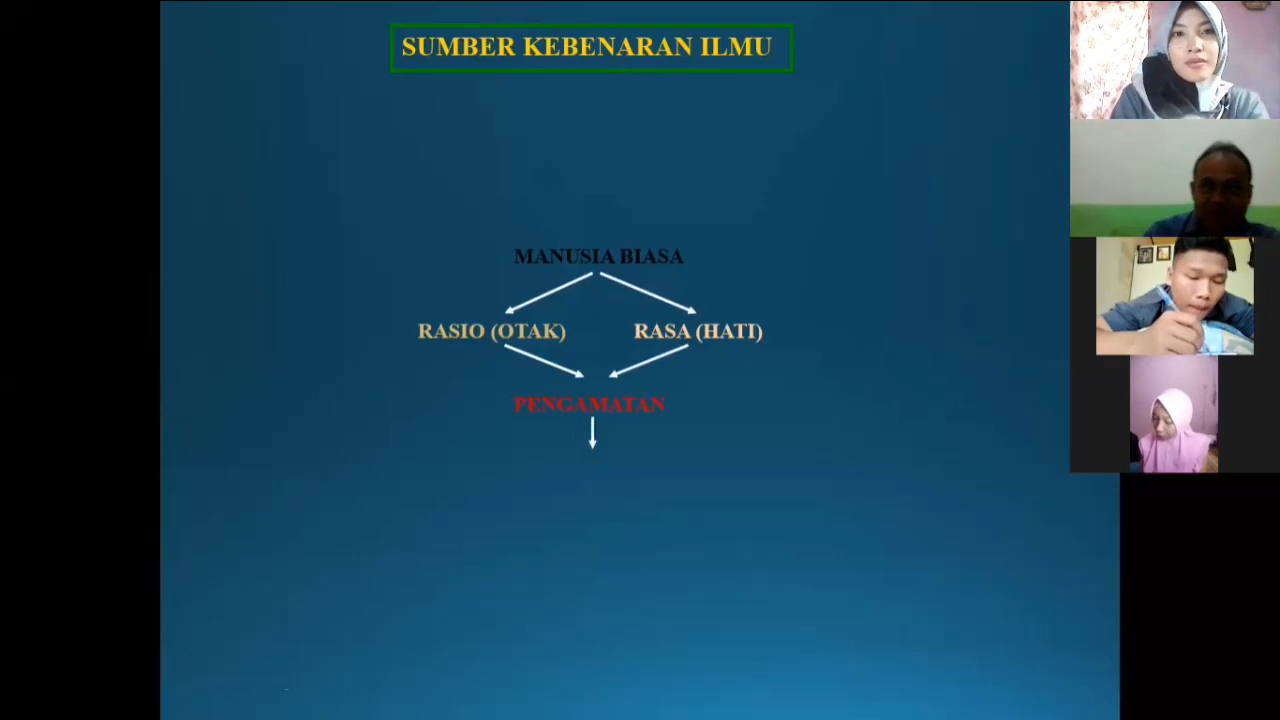 SUMBER KEBENARAN ILMU
MANUSIA BIASA
RASIO (OTAK) RASA (HATI)
PENGAMATAN